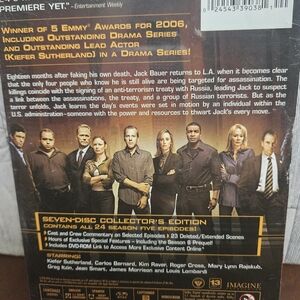 PREMIERE YET." -Entertainment Weekly
24543 39038
WINNER OF 5 EMMY AWARDS FOR 2006,
INCLUDING OUTSTANDING DRAMA SERIES
AND OUTSTANDING LEAD ACTOR
(KIEFER SUTHERLAND) IN A DRAMA SERIES!
Eighteen months after faking his own death, Jack Bauer returns to L.A. when it becomes clear
that the only four people who know he is still alive are being targeted for assassination. The
killings coincide with the signing of an anti-terrorism treaty with Russia, leading Jack to suspect
a link between the assassinations, the treaty, and a group of Russian terrorists. But as the
terror unfolds, Jack learns the day's events were set in motion by an individual within the
U.S. administration-someone with the power and resources to thwart Jack's every move.
SEVEN-DISC COLLECTOR'S EDITION
CONTAINS ALL 24 SEASON FIVE EPISODES!
Cast and Crew Commentary on Selected Episodes 23 Deleted/Extended Scenes
Hours of Exclusive Special Features - Including the Season 6 Prequel!
Includes DVD-ROM Link to Access More Exclusive Content Online*
STARRING:
Kiefer Sutherland, Carlos Bernard, Kim Raver, Roger Cross, Mary Lynn Rajskub,
Greg Itzin, Jean Smart, James Morrison and Louis Lombardi
13
IMAGINE